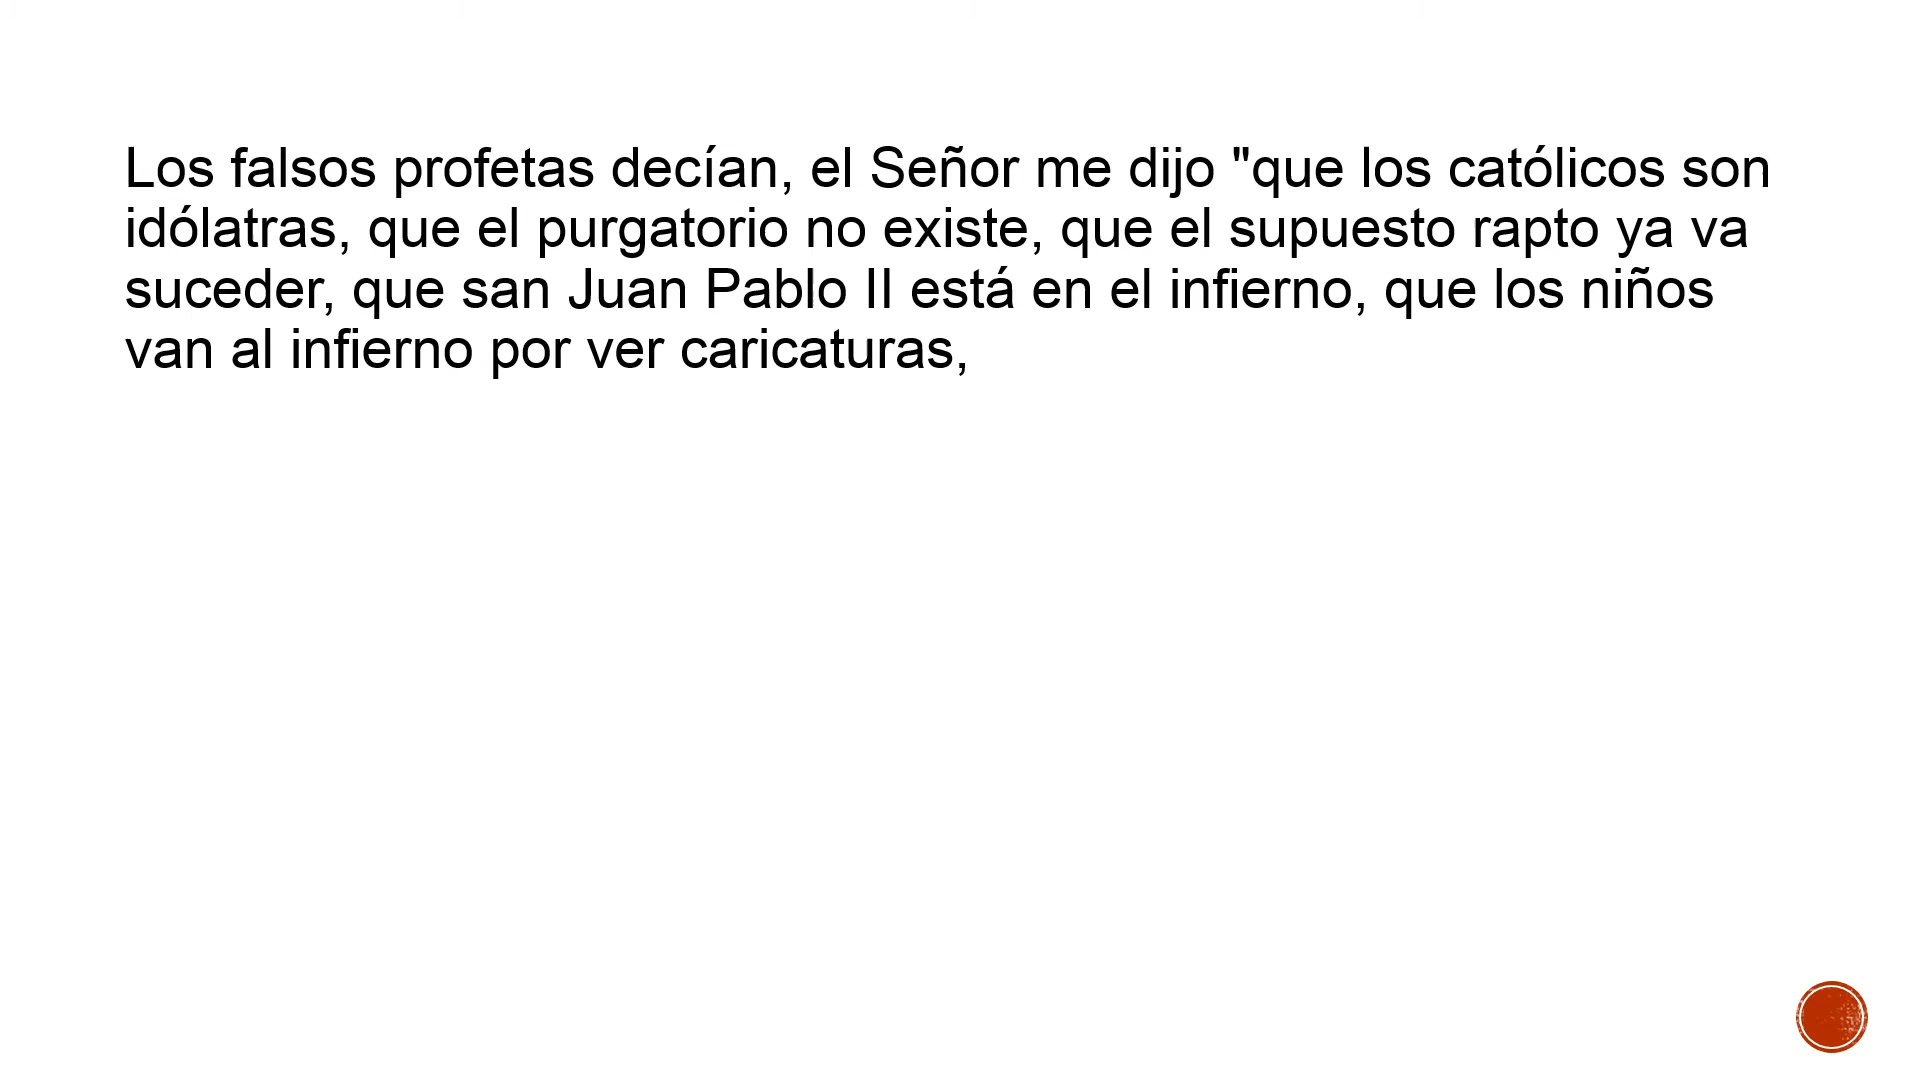 Los falsos profetas decían, el Señor me dijo "que los católicos son
idólatras, que el purgatorio no existe, que el supuesto rapto ya va
suceder, que san Juan Pablo II está en el infierno, que los niños
van al infierno por ver caricaturas,